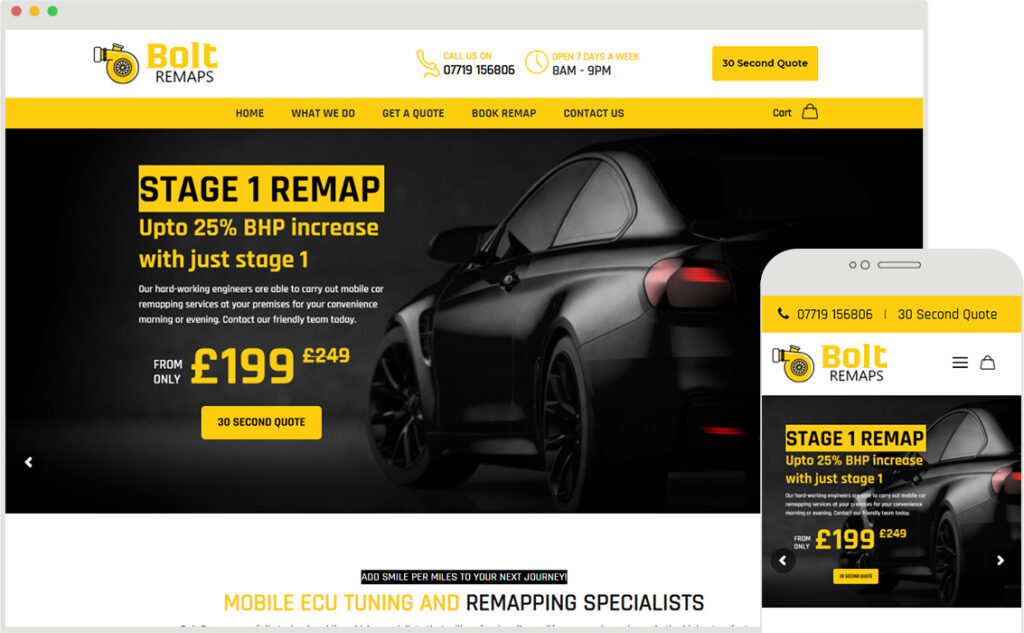 Bolt
REMAPS
CALL US ON
07719 156806
OPEN 7 DAYS A WEEK
8AM - 9PM
30 Second Quote
HOME
WHAT WE DO
GET A QUOTE
BOOK REMAP
CONTACT US
Cart
STAGE 1 REMAP
Upto 25% BHP increase
with just stage 1
Our hard-working engineers are able to carry out mobile car
remapping services at your premises for your convenience
morning or evening. Contact our friendly team today.
FROM
ONLY
£199 £249
30 SECOND QUOTE
ADD SMILE PER MILES TO YOUR NEXT JOURNEY!
MOBILE ECU TUNING AND REMAPPING SPECIALISTS
07719 156806 | 30 Second Quote
Bolt
REMAPS
STAGE 1 REMAP
Upto 25% BHP increase
with just stage 1
Our hard-working engineers are able to carry out mobile car
remapping services at your premises for your convenience
morning or evening. Contact our friendly team today.
FROM
ONLY
£199 £249
30 SECOND QUOTE